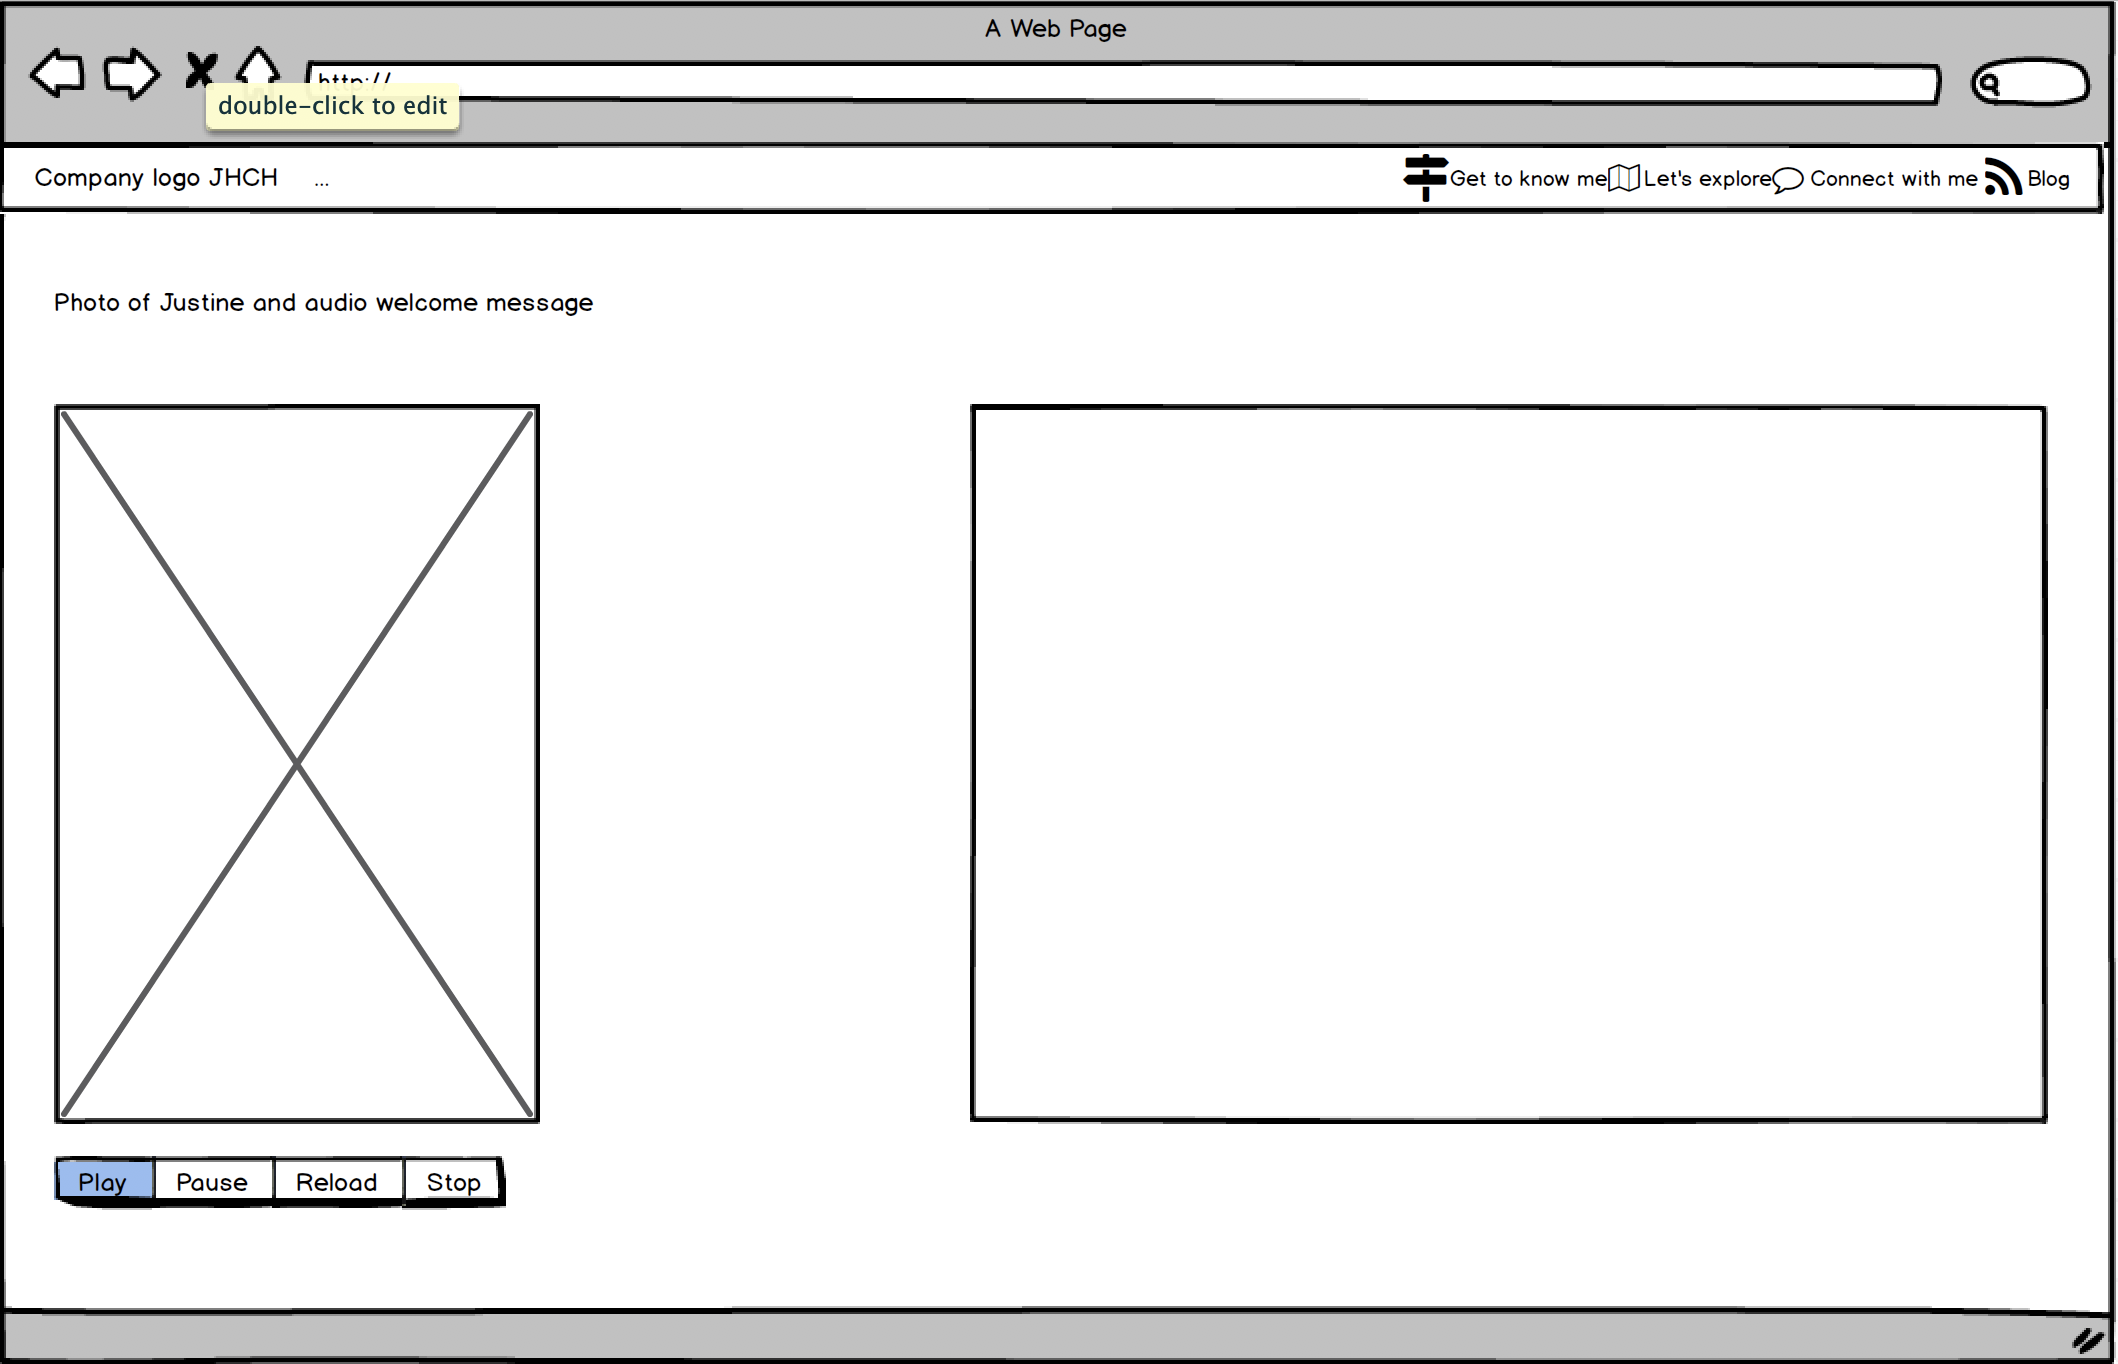 A Web Page
http://
double-click to edit
Company logo JHCH ... Get to know me Let's explore Connect with me Blog
Photo of Justine and audio welcome message
Play Pause Reload Stop